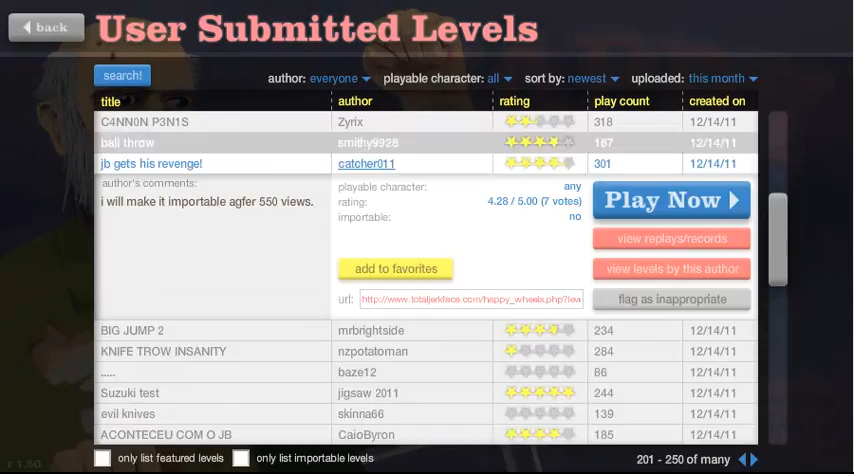 back
User Submitted Levels
search!
author: everyone playable character: all sort by: newest uploaded: this month
title author rating play count created on
C4NN0N P3N1S Zyrix 318 12/14/11
ball throw smithy9928 167 12/14/11
jb gets his revenge! catcher011 301 12/14/11
author's comments:
i will make it importable agfer 550 views.
playable character: any
rating: 4.28 / 5.00 (7 votes)
importable: no
Play Now
view replays/records
add to favorites
view levels by this author
url: http://www.totaljerkface.com/happy_wheels.php?leve
flag as inappropriate
BIG JUMP 2 mrbrightside 234 12/14/11
KNIFE TROW INSANITY nzpotatoman 284 12/14/11
..... baze12 86 12/14/11
Suzuki test jigsaw 2011 244 12/14/11
evil knives skinna66 139 12/14/11
ACONTECEU COM O JB CaioByron 185 12/14/11
only list featured levels only list importable levels 201 - 250 of many
r 1.50